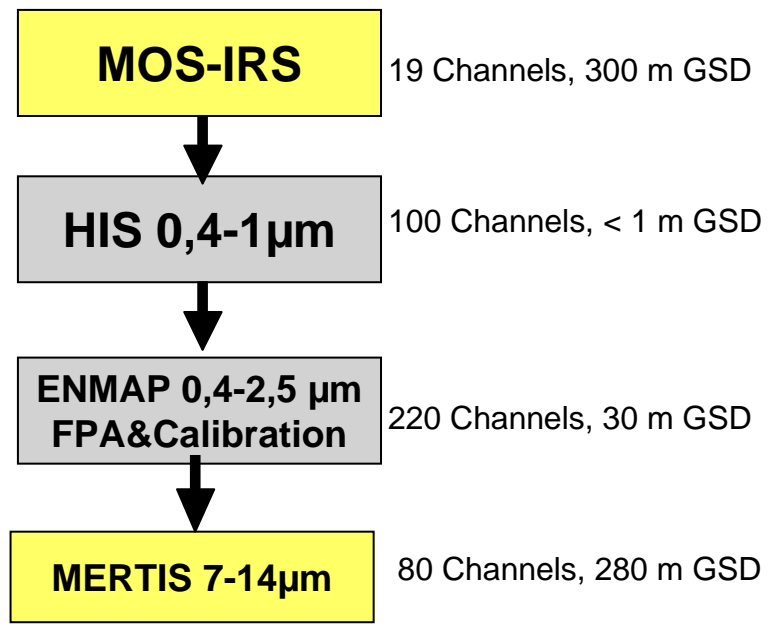 MOS-IRS
19 Channels, 300 m GSD
HIS 0,4-1µm
100 Channels, < 1 m GSD
ENMAP 0,4-2,5 µm
FPA&Calibration
220 Channels, 30 m GSD
MERTIS 7-14µm
80 Channels, 280 m GSD